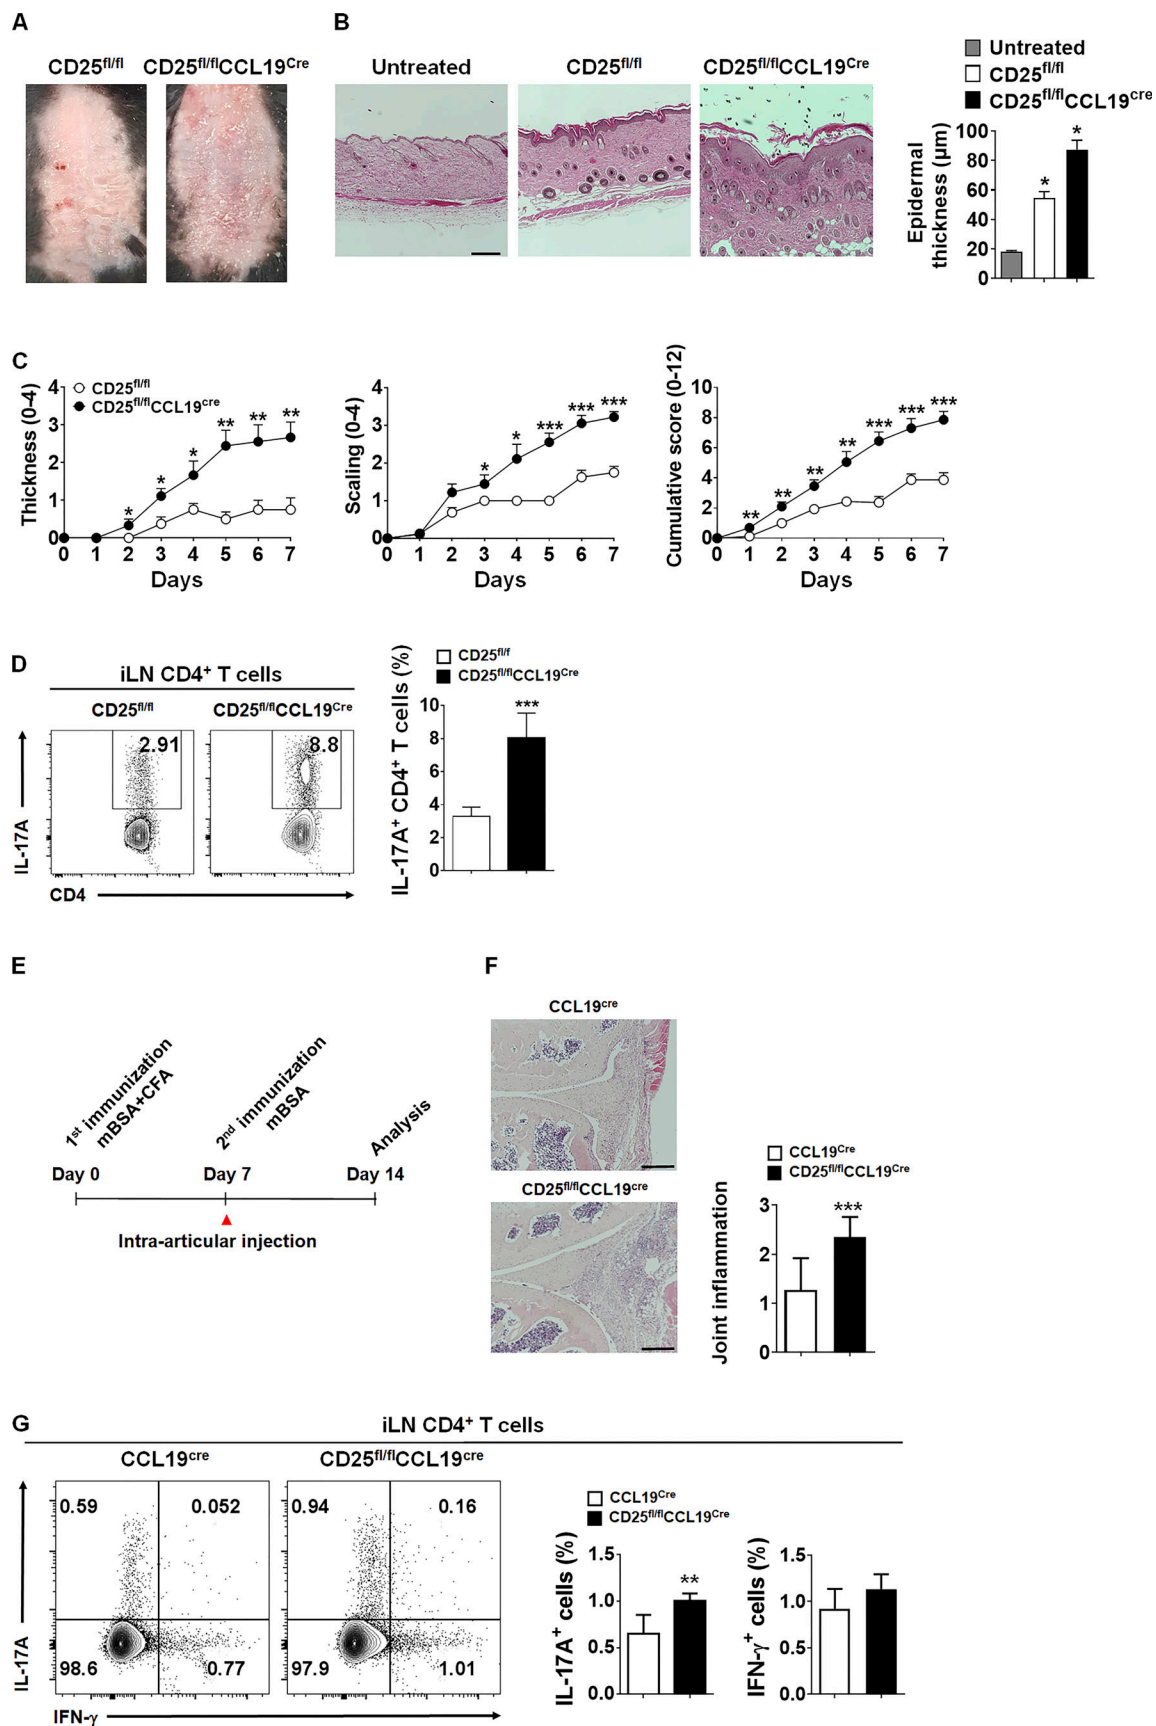 A
CD25fl/fl
CD25fl/flCCL19Cre
B
Untreated
CD25fl/fl
CD25fl/flCCL19Cre
Untreated
CD25fl/fl
CD25fl/flCCL19cre
Epidermal
thickness (µm)
100
80
60
40
20
0
*
*
C
Thickness (0-4)
CD25fl/fl
CD25fl/flCCL19cre
4
3
2
1
0
* * * ** ** **
0 1 2 3 4 5 6 7
Days
Scaling (0-4)
4
3
2
1
0
* * *** *** ***
0 1 2 3 4 5 6 7
Days
Cumulative score (0-12)
10
8
6
4
2
0
** ** ** ** *** *** ***
0 1 2 3 4 5 6 7
Days
D
iLN CD4+ T cells
CD25fl/fl
CD25fl/flCCL19Cre
2.91
8.8
IL-17A
CD4
CD25fl/f
CD25fl/flCCL19Cre
IL-17A+ CD4+ T cells (%)
10
8
6
4
2
0
***
E
1st immunization
mBSA+CFA
2nd immunization
mBSA
Analysis
Day 0
Day 7
Day 14
Intra-articular injection
F
CCL19cre
CD25fl/flCCL19cre
CCL19Cre
CD25fl/flCCL19Cre
Joint inflammation
3
2
1
0
***
G
iLN CD4+ T cells
CCL19cre
CD25fl/flCCL19cre
0.59
0.052
98.6
0.77
0.94
0.16
97.9
1.01
IL-17A
IFN-γ
CCL19Cre
CD25fl/flCCL19Cre
IL-17A+ cells (%)
1.5
1.0
0.5
0.0
**
IFN-γ+ cells (%)
1.5
1.0
0.5
0.0